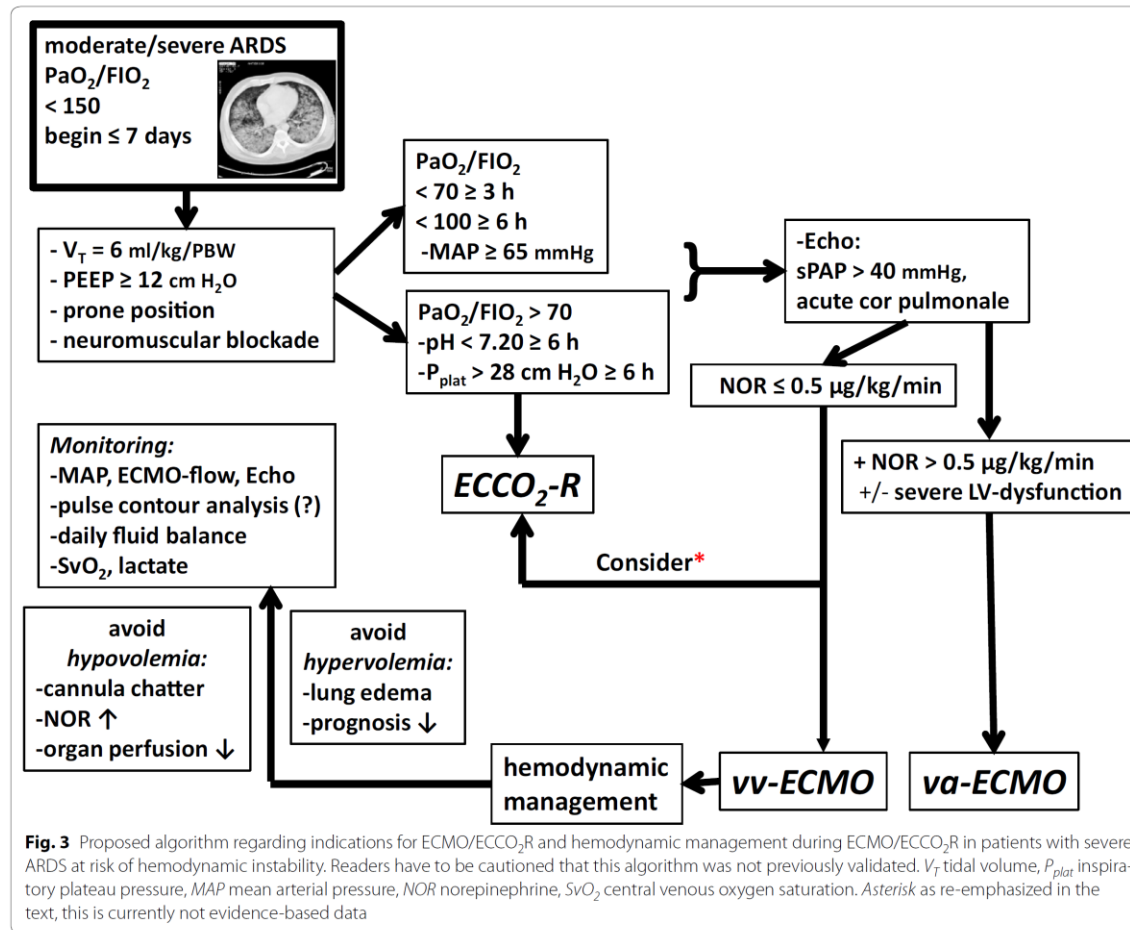 moderate/severe ARDS
PaO₂/FIO₂
< 150
begin ≤ 7 days
- V_T = 6 ml/kg/PBW
- PEEP ≥ 12 cm H₂O
- prone position
- neuromuscular blockade
PaO₂/FIO₂
< 70 ≥ 3 h
< 100 ≥ 6 h
-MAP ≥ 65 mmHg
PaO₂/FIO₂ > 70
-pH < 7.20 ≥ 6 h
-P_plat > 28 cm H₂O ≥ 6 h
}
-Echo:
sPAP > 40 mmHg,
acute cor pulmonale
NOR ≤ 0.5 µg/kg/min
+ NOR > 0.5 µg/kg/min
+/- severe LV-dysfunction
ECCO₂-R
Consider*
Monitoring:
-MAP, ECMO-flow, Echo
-pulse contour analysis (?)
-daily fluid balance
-SvO₂, lactate
avoid
hypovolemia:
-cannula chatter
-NOR ↑
-organ perfusion ↓
avoid
hypervolemia:
-lung edema
-prognosis ↓
hemodynamic
management
vv-ECMO
va-ECMO
Fig. 3 Proposed algorithm regarding indications for ECMO/ECCO₂R and hemodynamic management during ECMO/ECCO₂R in patients with severe
ARDS at risk of hemodynamic instability. Readers have to be cautioned that this algorithm was not previously validated. V_T tidal volume, P_plat inspira-
tory plateau pressure, MAP mean arterial pressure, NOR norepinephrine, SvO₂ central venous oxygen saturation. Asterisk as re-emphasized in the
text, this is currently not evidence-based data